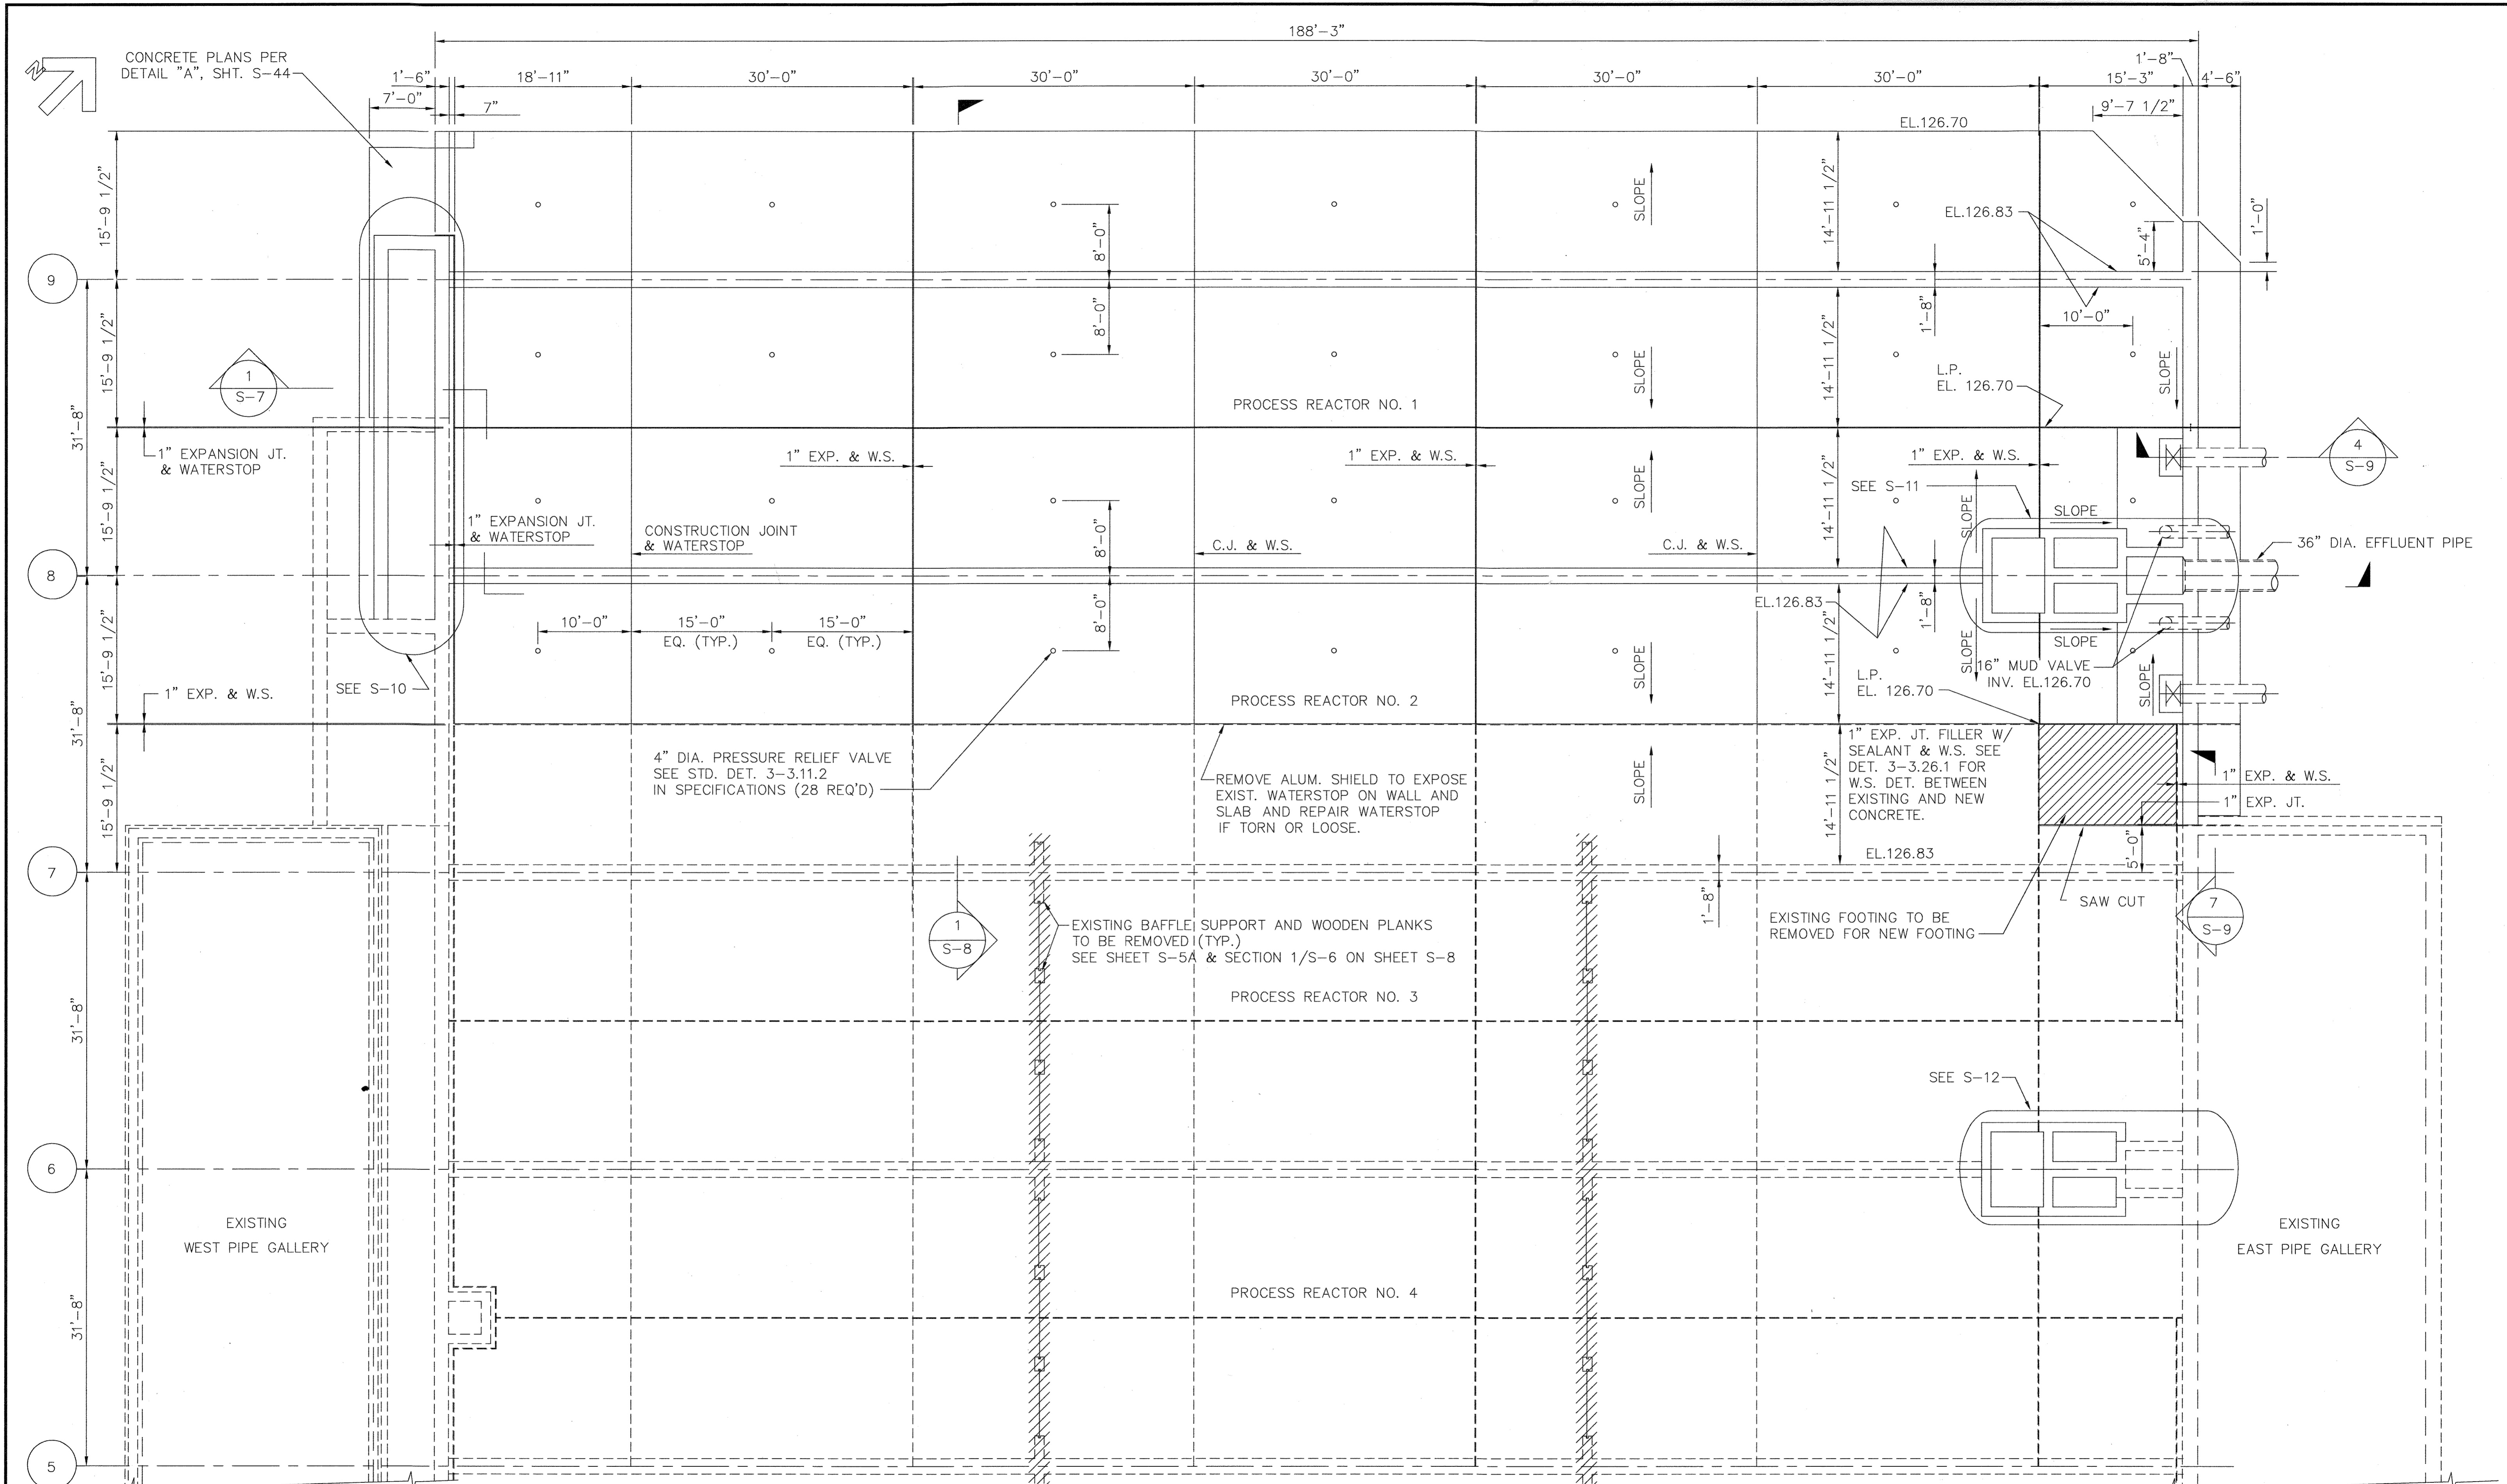 188'-3"
CONCRETE PLANS PER
DETAIL "A", SHT. S-44
N
1'-6"
18'-11"
30'-0"
30'-0"
30'-0"
30'-0"
30'-0"
15'-3"
1'-8"
4'-6"
7'-0"
7"
9'-7 1/2"
EL.126.70
15'-9 1/2"
14'-11 1/2"
SLOPE
8'-0"
EL.126.83
5'-4"
1'-0"
9
8'-0"
1'-8"
10'-0"
15'-9 1/2"
14'-11 1/2"
SLOPE
SLOPE
1
S-7
L.P.
EL. 126.70
PROCESS REACTOR NO. 1
31'-8"
1" EXPANSION JT.
& WATERSTOP
1" EXP. & W.S.
1" EXP. & W.S.
1" EXP. & W.S.
4
S-9
15'-9 1/2"
SLOPE
14'-11 1/2"
SEE S-11
SLOPE
SLOPE
1" EXPANSION JT.
& WATERSTOP
CONSTRUCTION JOINT
& WATERSTOP
8'-0"
C.J. & W.S.
C.J. & W.S.
36" DIA. EFFLUENT PIPE
8
EL.126.83
1'-8"
10'-0"
15'-0"
EQ. (TYP.)
15'-0"
EQ. (TYP.)
8'-0"
15'-9 1/2"
SLOPE
14'-11 1/2"
SLOPE
SLOPE
16" MUD VALVE
INV. EL.126.70
SLOPE
L.P.
EL. 126.70
SEE S-10
1" EXP. & W.S.
PROCESS REACTOR NO. 2
31'-8"
4" DIA. PRESSURE RELIEF VALVE
SEE STD. DET. 3-3.11.2
IN SPECIFICATIONS (28 REQ'D)
REMOVE ALUM. SHIELD TO EXPOSE
EXIST. WATERSTOP ON WALL AND
SLAB AND REPAIR WATERSTOP
IF TORN OR LOOSE.
SLOPE
14'-11 1/2"
1" EXP. JT. FILLER W/
SEALANT & W.S. SEE
DET. 3-3.26.1 FOR
W.S. DET. BETWEEN
EXISTING AND NEW
CONCRETE.
1" EXP. & W.S.
1" EXP. JT.
15'-9 1/2"
5'-0"
EL.126.83
7
1'-8"
SAW CUT
7
S-9
1
S-8
EXISTING BAFFLE SUPPORT AND WOODEN PLANKS
TO BE REMOVED (TYP.)
SEE SHEET S-5A & SECTION 1/S-6 ON SHEET S-8
EXISTING FOOTING TO BE
REMOVED FOR NEW FOOTING
PROCESS REACTOR NO. 3
31'-8"
SEE S-12
6
EXISTING
WEST PIPE GALLERY
EXISTING
EAST PIPE GALLERY
PROCESS REACTOR NO. 4
31'-8"
5